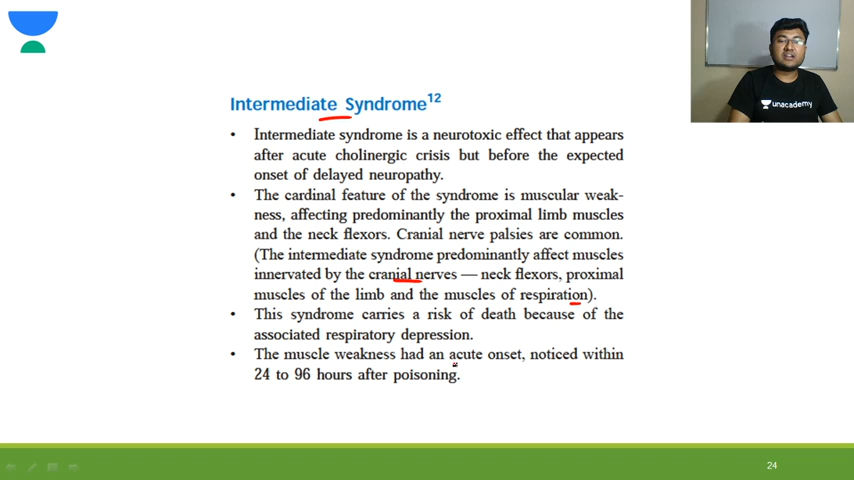 Intermediate Syndrome12
• Intermediate syndrome is a neurotoxic effect that appears
after acute cholinergic crisis but before the expected
onset of delayed neuropathy.
• The cardinal feature of the syndrome is muscular weak-
ness, affecting predominantly the proximal limb muscles
and the neck flexors. Cranial nerve palsies are common.
(The intermediate syndrome predominantly affect muscles
innervated by the cranial nerves — neck flexors, proximal
muscles of the limb and the muscles of respiration).
• This syndrome carries a risk of death because of the
associated respiratory depression.
• The muscle weakness had an acute onset, noticed within
24 to 96 hours after poisoning.
unacademy
24